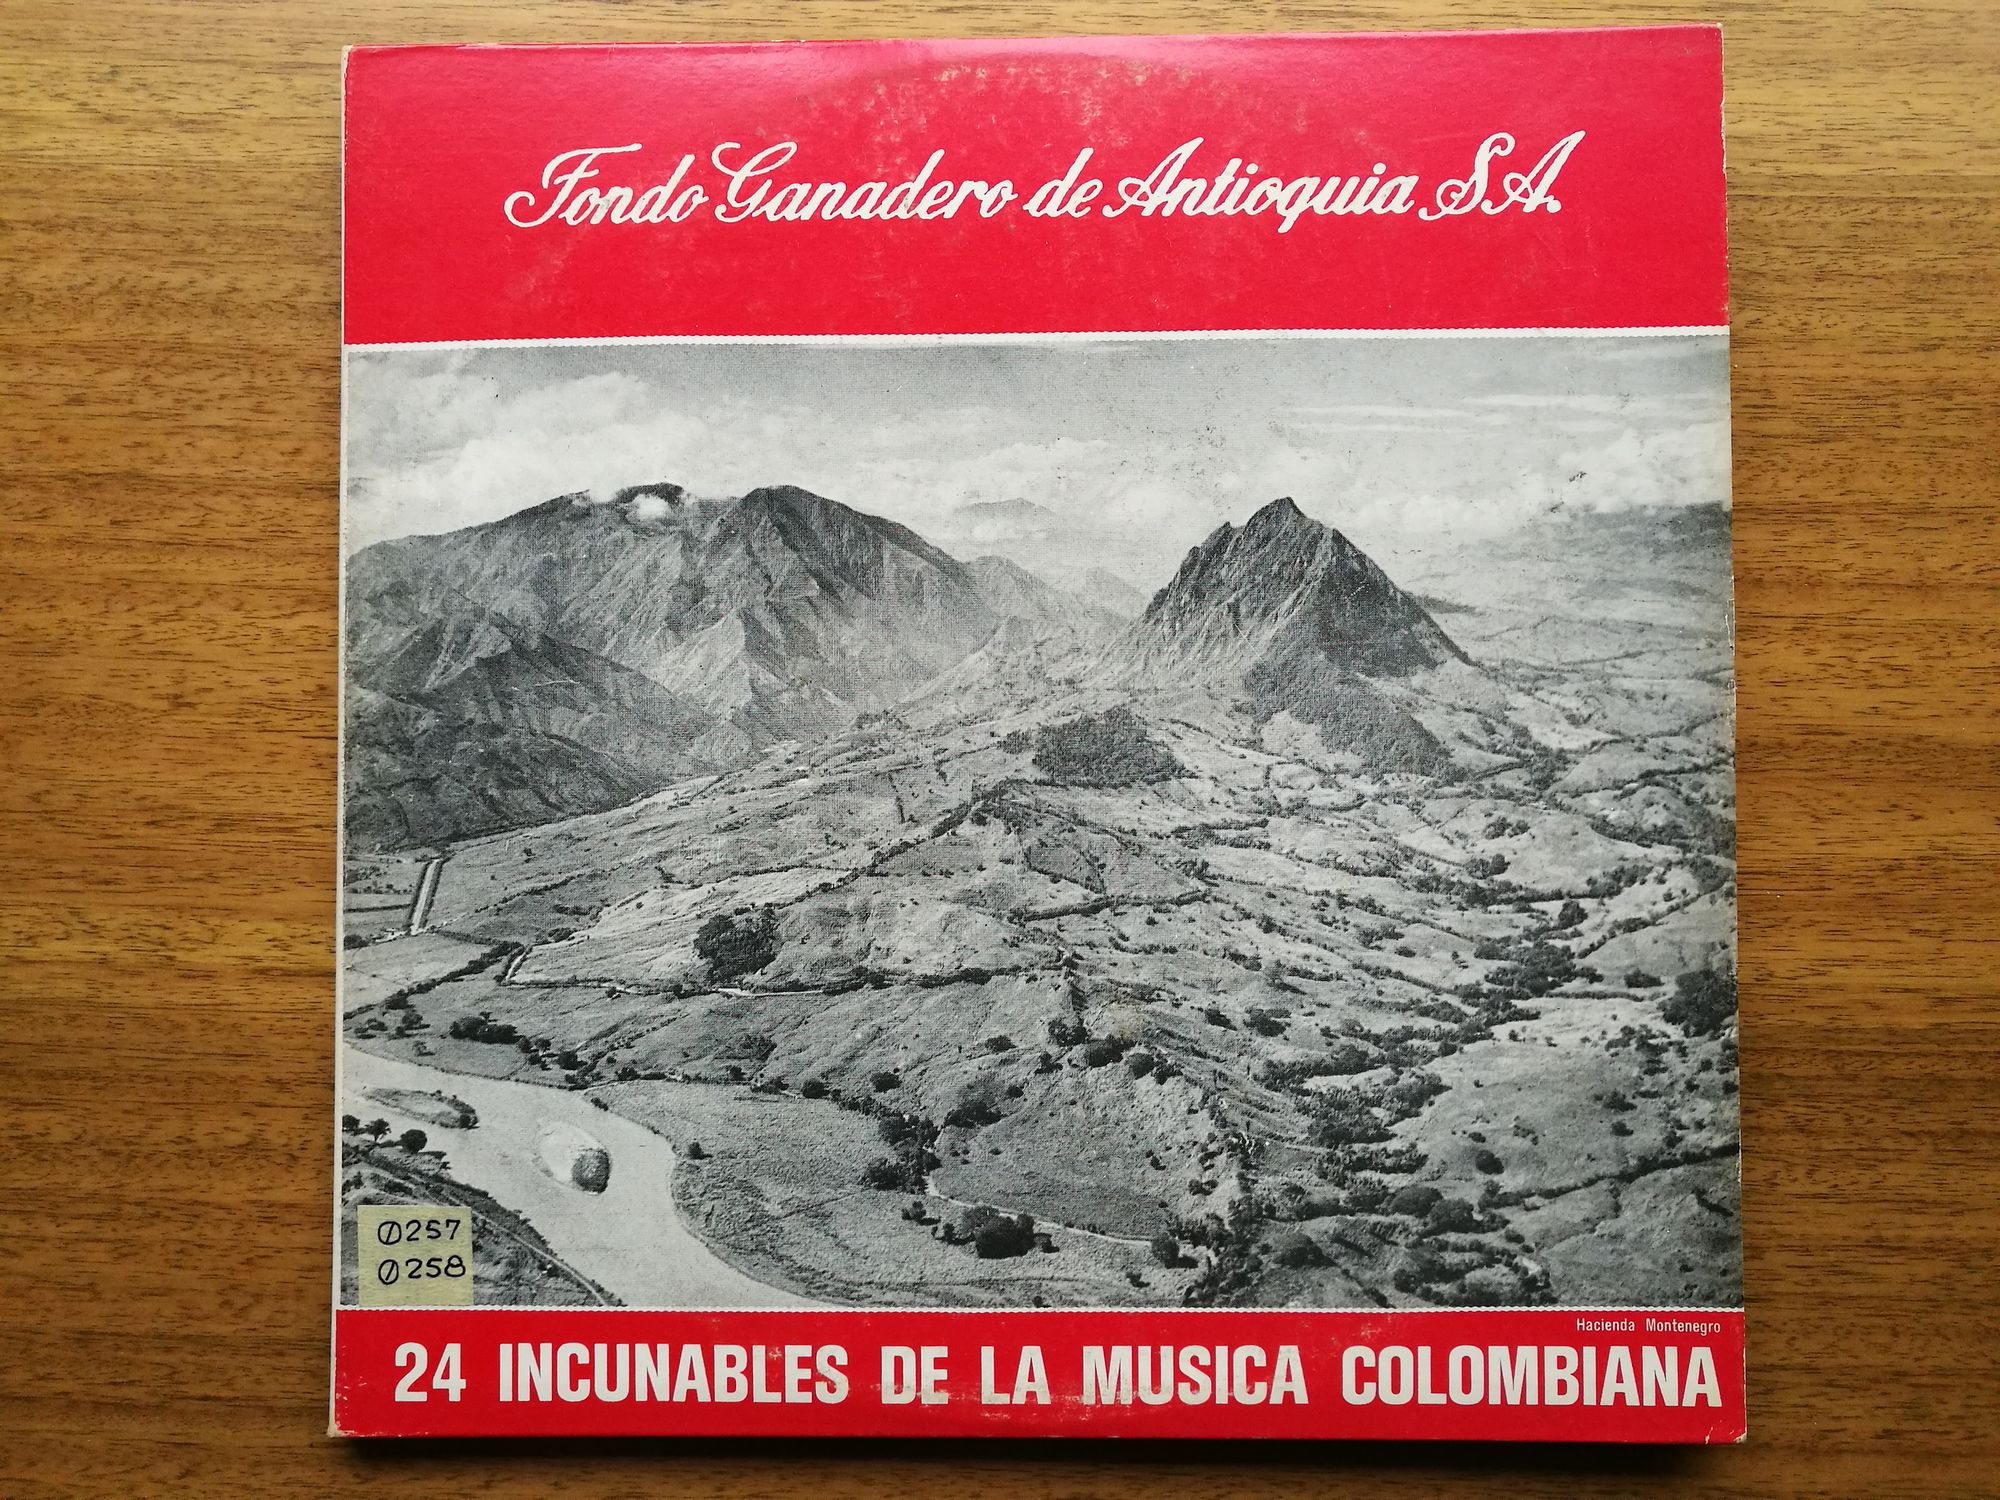 Fondo Ganadero de Antioquia S.A.
0257
0258
Hacienda Montenegro
24 INCUNABLES DE LA MUSICA COLOMBIANA